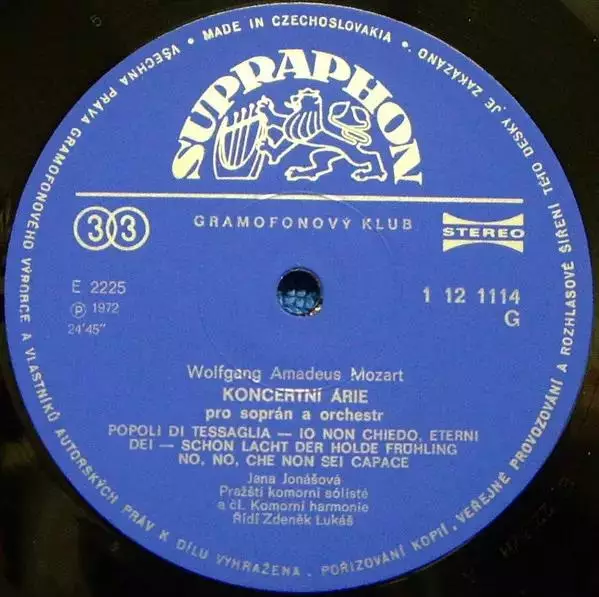 VŠECHNA PRÁVA GRAMOFONOVÉHO VÝROBCE A VLASTNÍKŮ AUTORSKÝCH PRÁV K DÍLU VYHRAŽENA. POŘIZOVÁNÍ KOPIÍ, VEŘEJNÉ PROVOZOVÁNÍ A ROZHLASOVÉ ŠÍŘENÍ TÉTO DESKY JE ZAKÁZÁNO • MADE IN CZECHOSLOVAKIA •
SUPRAPHON
33
GRAMOFONOVÝ KLUB
STEREO
E 2225
1 12 1114
Ⓟ 1972
G
24'45"
Wolfgang Amadeus Mozart
KONCERTNÍ ÁRIE
pro soprán a orchestr
POPOLI DI TESSAGLIA — IO NON CHIEDO, ETERNI
DEI — SCHON LACHT DER HOLDE FRÜHLING
NO, NO, CHE NON SEI CAPACE
Jana Jonášová
Pražští komorní sólisté
a čl. Komorní harmonie
Řídí Zdeněk Lukáš